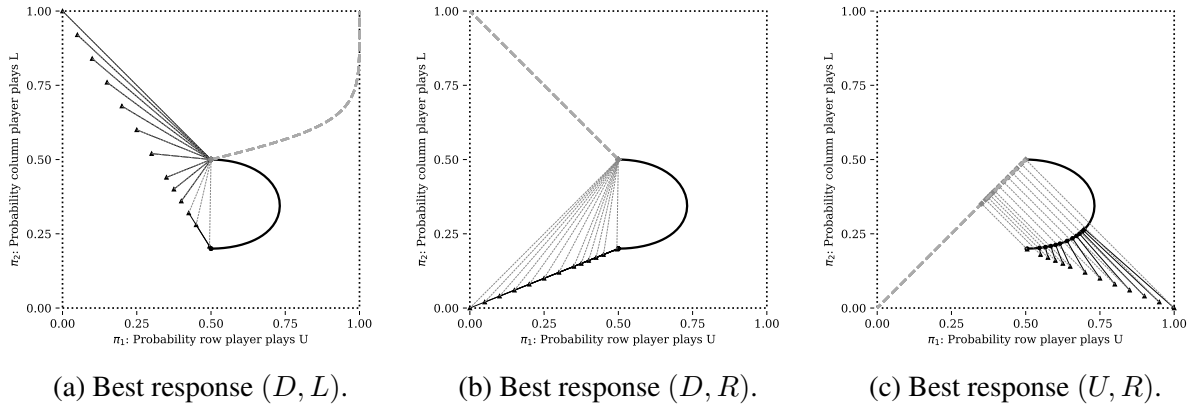 1.00
0.75
0.50
0.25
0.00
0.00 0.25 0.50 0.75 1.00
π₂: Probability column player plays L
π₁: Probability row player plays U
(a) Best response (D, L).
1.00
0.75
0.50
0.25
0.00
0.00 0.25 0.50 0.75 1.00
π₂: Probability column player plays L
π₁: Probability row player plays U
(b) Best response (D, R).
1.00
0.75
0.50
0.25
0.00
0.00 0.25 0.50 0.75 1.00
π₂: Probability column player plays L
π₁: Probability row player plays U
(c) Best response (U, R).